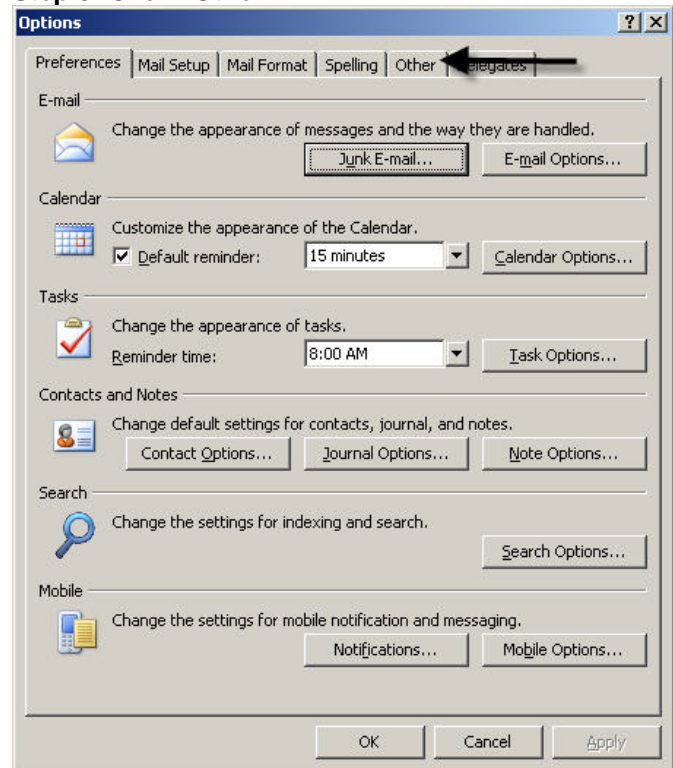 Options
Preferences Mail Setup Mail Format Spelling Other Delegates
E-mail
Change the appearance of messages and the way they are handled.
Junk E-mail... E-mail Options...
Calendar
Customize the appearance of the Calendar.
Default reminder: 15 minutes Calendar Options...
Tasks
Change the appearance of tasks.
Reminder time: 8:00 AM Task Options...
Contacts and Notes
Change default settings for contacts, journal, and notes.
Contact Options... Journal Options... Note Options...
Search
Change the settings for indexing and search.
Search Options...
Mobile
Change the settings for mobile notification and messaging.
Notifications... Mobile Options...
OK Cancel Apply